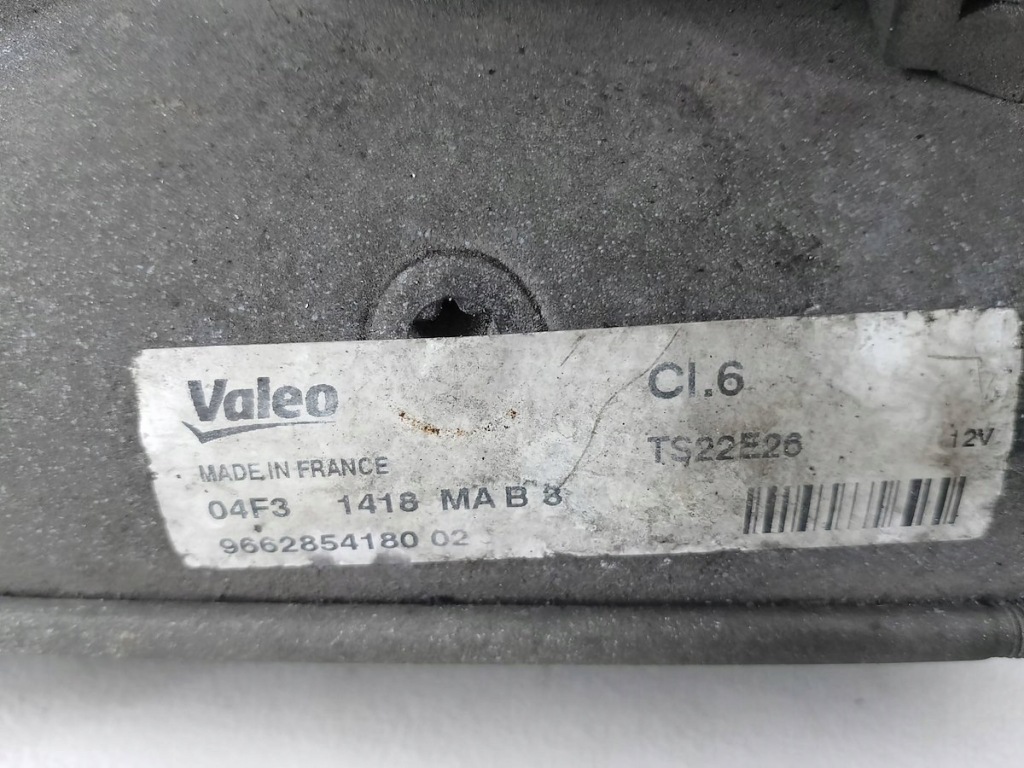 Valeo
MADE IN FRANCE
04F3 1418 MA B 8
9662854180 02
Cl.6
TS22E26
12V